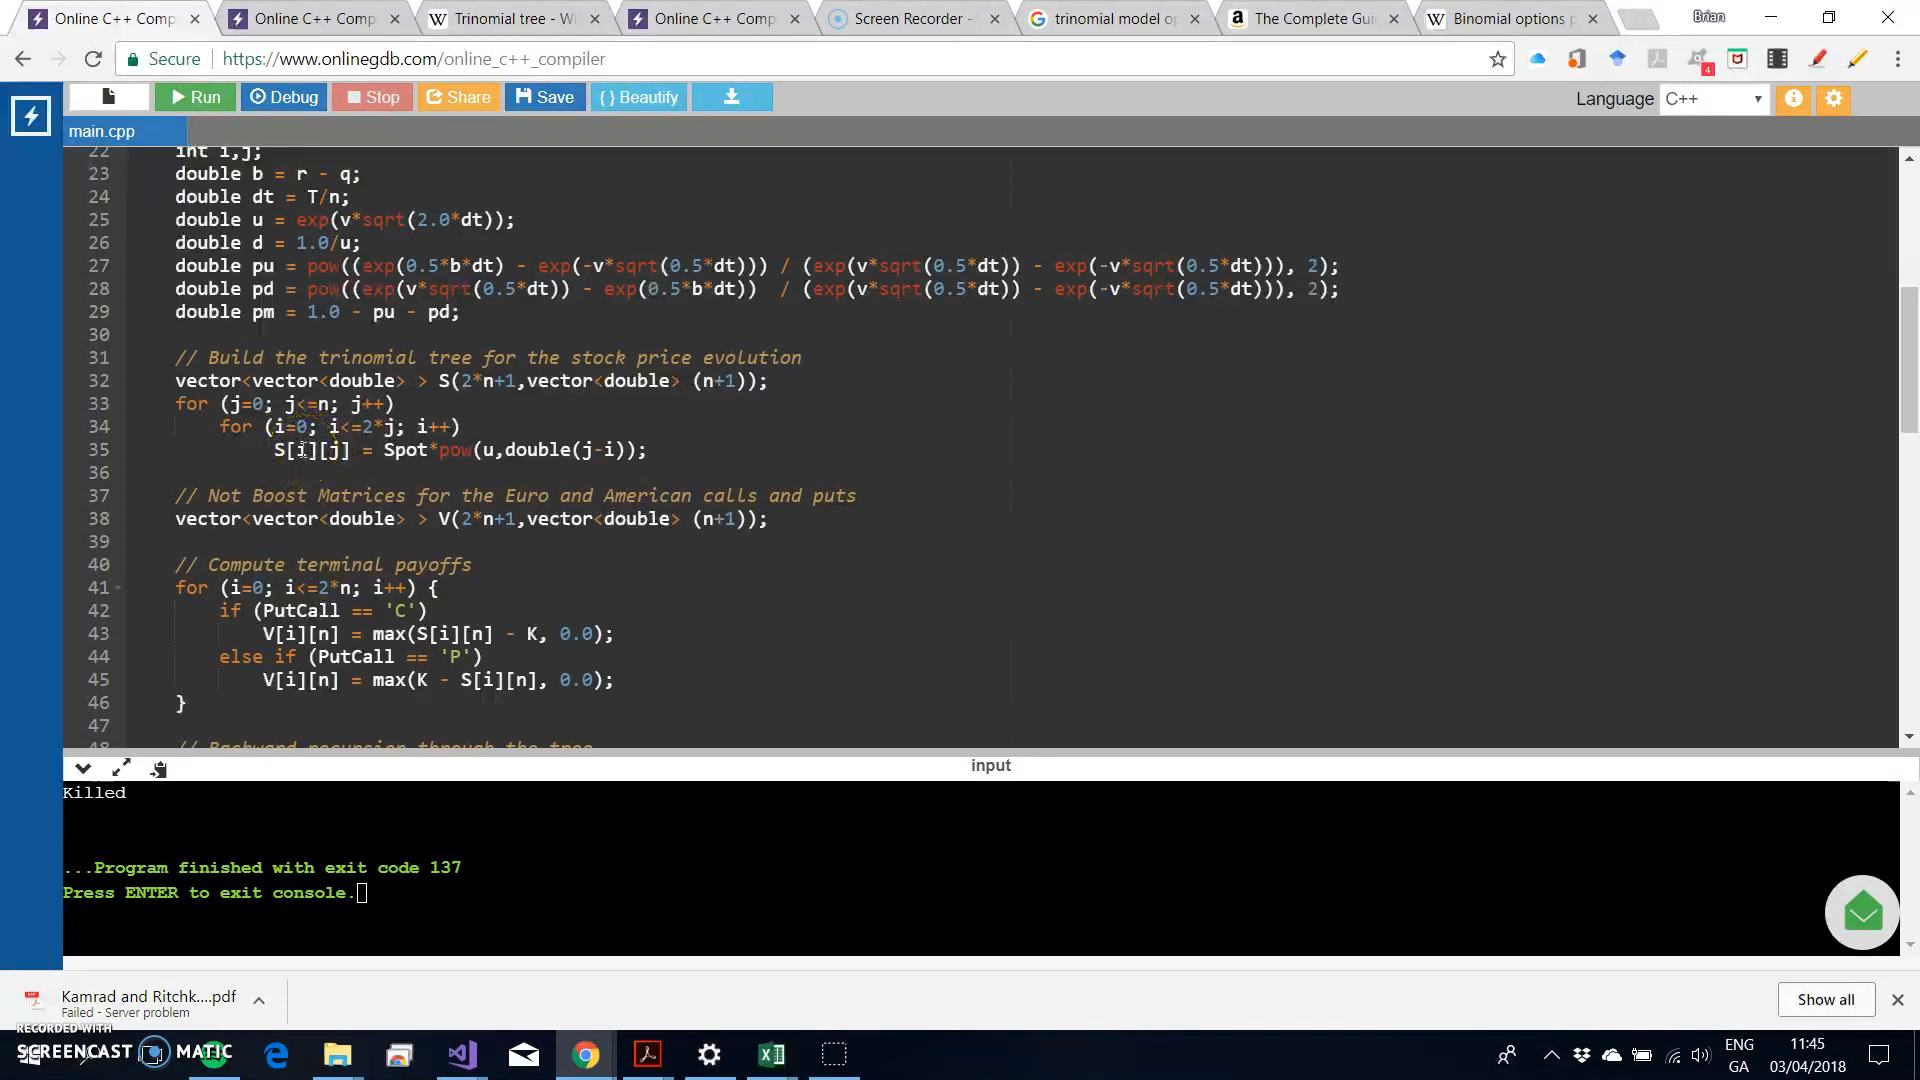 Online C++ Comp
Online C++ Comp
Trinomial tree - Wi
Online C++ Comp
Screen Recorder -
trinomial model op
The Complete Gui
Binomial options p
Brian
Secure
https://www.onlinegdb.com/online_c++_compiler
4
Run
Debug
Stop
Share
Save
{ } Beautify
Language
C++
main.cpp
22 int i,j;
23 double b = r - q;
24 double dt = T/n;
25 double u = exp(v*sqrt(2.0*dt));
26 double d = 1.0/u;
27 double pu = pow((exp(0.5*b*dt) - exp(-v*sqrt(0.5*dt))) / (exp(v*sqrt(0.5*dt)) - exp(-v*sqrt(0.5*dt))), 2);
28 double pd = pow((exp(v*sqrt(0.5*dt)) - exp(0.5*b*dt)) / (exp(v*sqrt(0.5*dt)) - exp(-v*sqrt(0.5*dt))), 2);
29 double pm = 1.0 - pu - pd;
30
31 // Build the trinomial tree for the stock price evolution
32 vector<vector<double> > S(2*n+1,vector<double> (n+1));
33 for (j=0; j<=n; j++)
34 for (i=0; i<=2*j; i++)
35 S[i][j] = Spot*pow(u,double(j-i));
36
37 // Not Boost Matrices for the Euro and American calls and puts
38 vector<vector<double> > V(2*n+1,vector<double> (n+1));
39
40 // Compute terminal payoffs
41 for (i=0; i<=2*n; i++) {
42 if (PutCall == 'C')
43 V[i][n] = max(S[i][n] - K, 0.0);
44 else if (PutCall == 'P')
45 V[i][n] = max(K - S[i][n], 0.0);
46 }
47
48 // Backward recursion through the tree
input
Killed
...Program finished with exit code 137
Press ENTER to exit console.
Kamrad and Ritchk....pdf
Failed - Server problem
Show all
RECORDED WITH
SCREENCAST MATIC
ENG
GA
11:45
03/04/2018